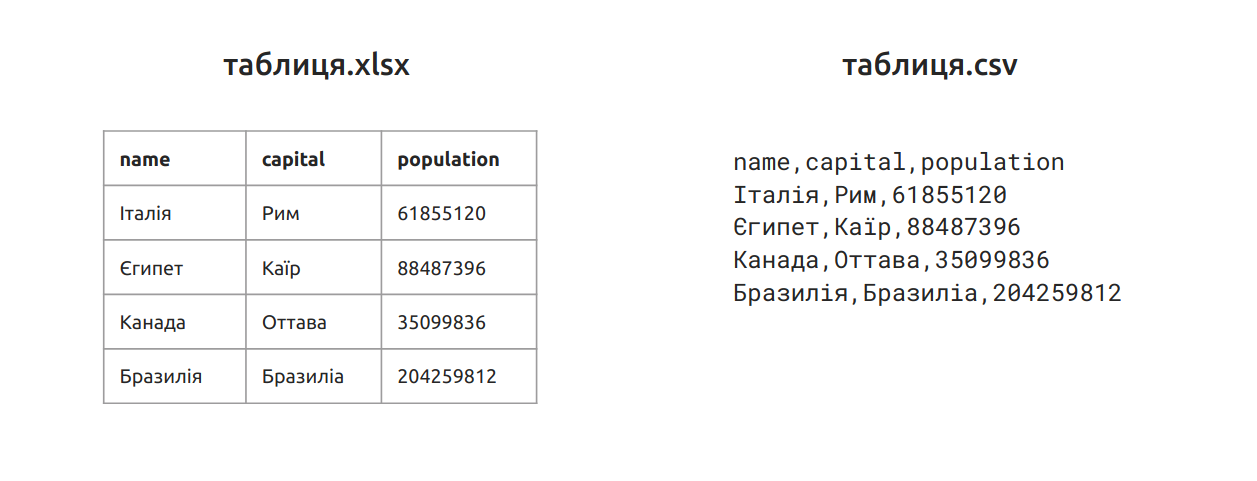 таблиця.xlsx
name capital population
Італія Рим 61855120
Єгипет Каїр 88487396
Канада Оттава 35099836
Бразилія Бразиліа 204259812
таблиця.csv
name,capital,population
Італія,Рим,61855120
Єгипет,Каїр,88487396
Канада,Оттава,35099836
Бразилія,Бразиліа,204259812